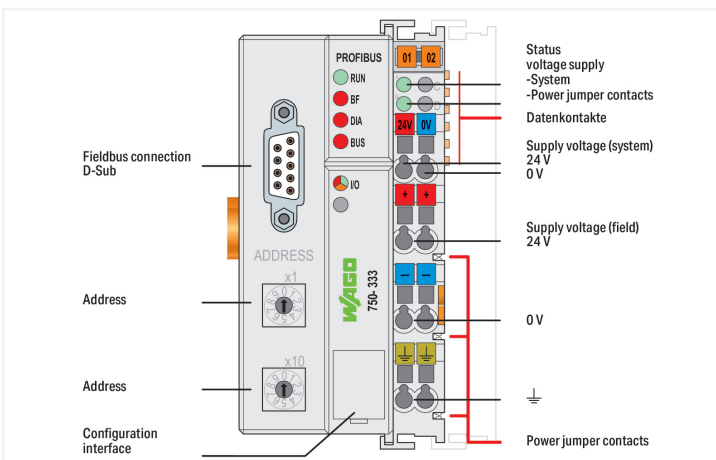 Fieldbus connection
D-Sub
Address
Address
Configuration
interface
ADDRESS
x1
x10
PROFIBUS
RUN
BF
DIA
BUS
I/O
WAGO
750-333
01 02
C
24V 0V
+ +
— —
Status
voltage supply
-System
-Power jumper contacts
Datenkontakte
Supply voltage (system)
24 V
0 V
Supply voltage (field)
24 V
0 V
Power jumper contacts